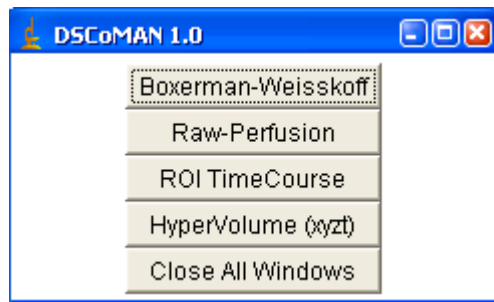 DSCoMAN 1.0
Boxerman-Weisskoff
Raw-Perfusion
ROI TimeCourse
HyperVolume (xyzt)
Close All Windows